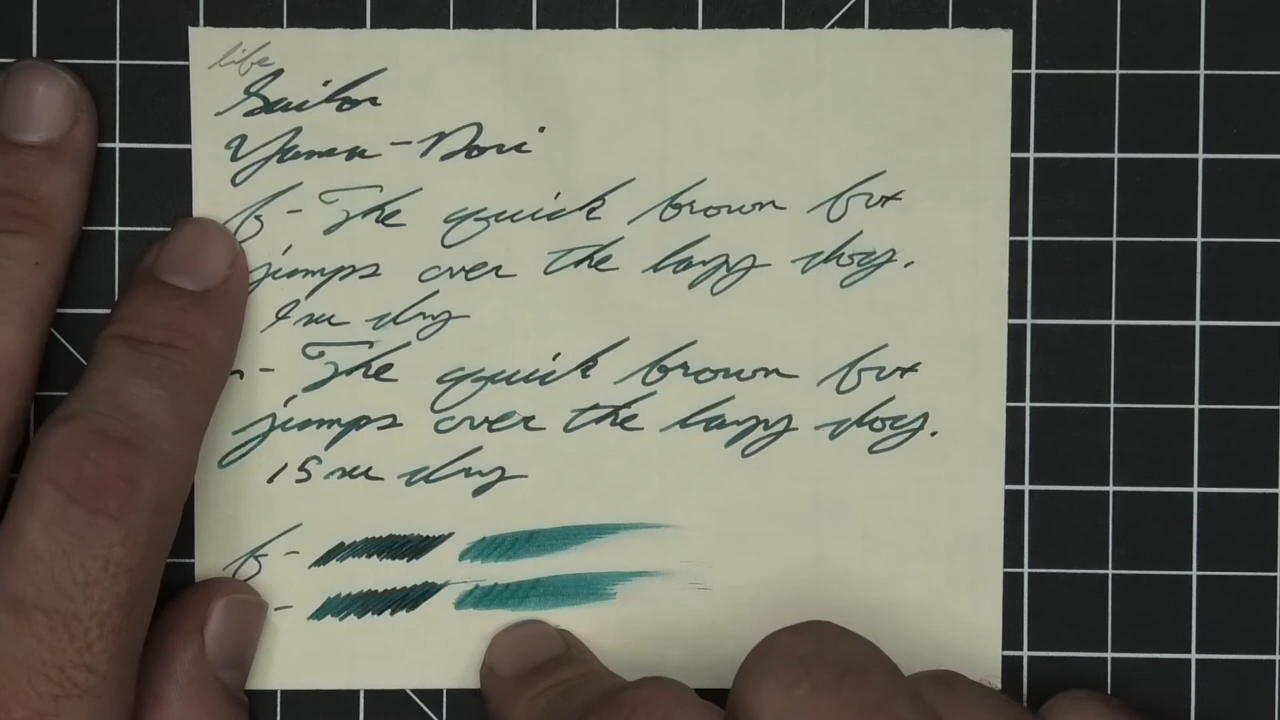 life
Sailor
Yama-Dori
f- The quick brown fox
jumps over the lazy dog.
sec dry
- The quick brown fox
jumps over the lazy dog.
15 sec dry
f-
-